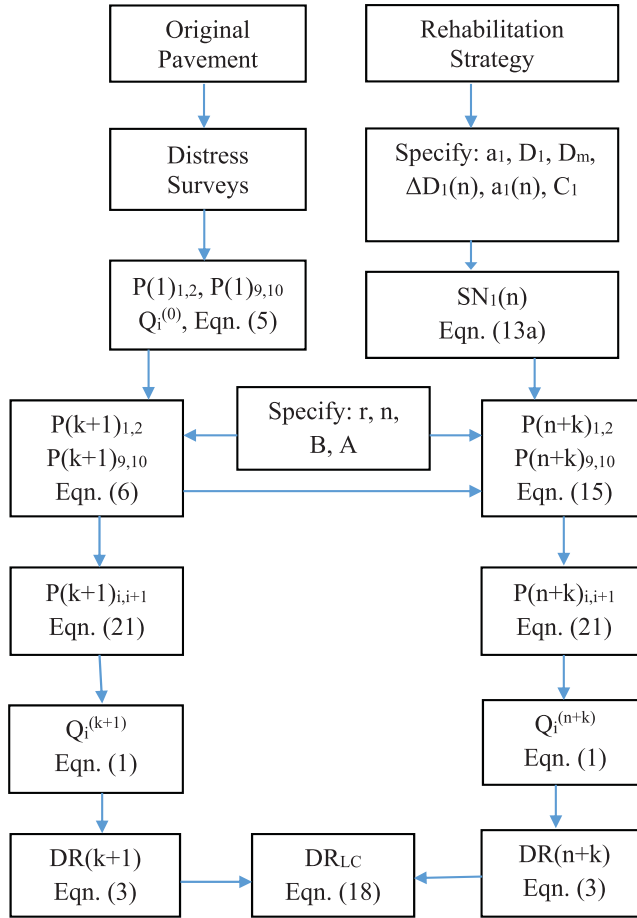 Original
Pavement
Rehabilitation
Strategy
Distress
Surveys
Specify: a₁, D₁, Dₘ,
ΔD₁(n), a₁(n), C₁
P(1)₁,₂, P(1)₉,₁₀
Qᵢ⁽⁰⁾, Eqn. (5)
SN₁(n)
Eqn. (13a)
P(k+1)₁,₂
P(k+1)₉,₁₀
Eqn. (6)
Specify: r, n,
B, A
P(n+k)₁,₂
P(n+k)₉,₁₀
Eqn. (15)
P(k+1)ᵢ,ᵢ₊₁
Eqn. (21)
P(n+k)ᵢ,ᵢ₊₁
Eqn. (21)
Qᵢ⁽ᵏ⁺¹⁾
Eqn. (1)
Qᵢ⁽ⁿ⁺ᵏ⁾
Eqn. (1)
DR(k+1)
Eqn. (3)
DR_LC
Eqn. (18)
DR(n+k)
Eqn. (3)